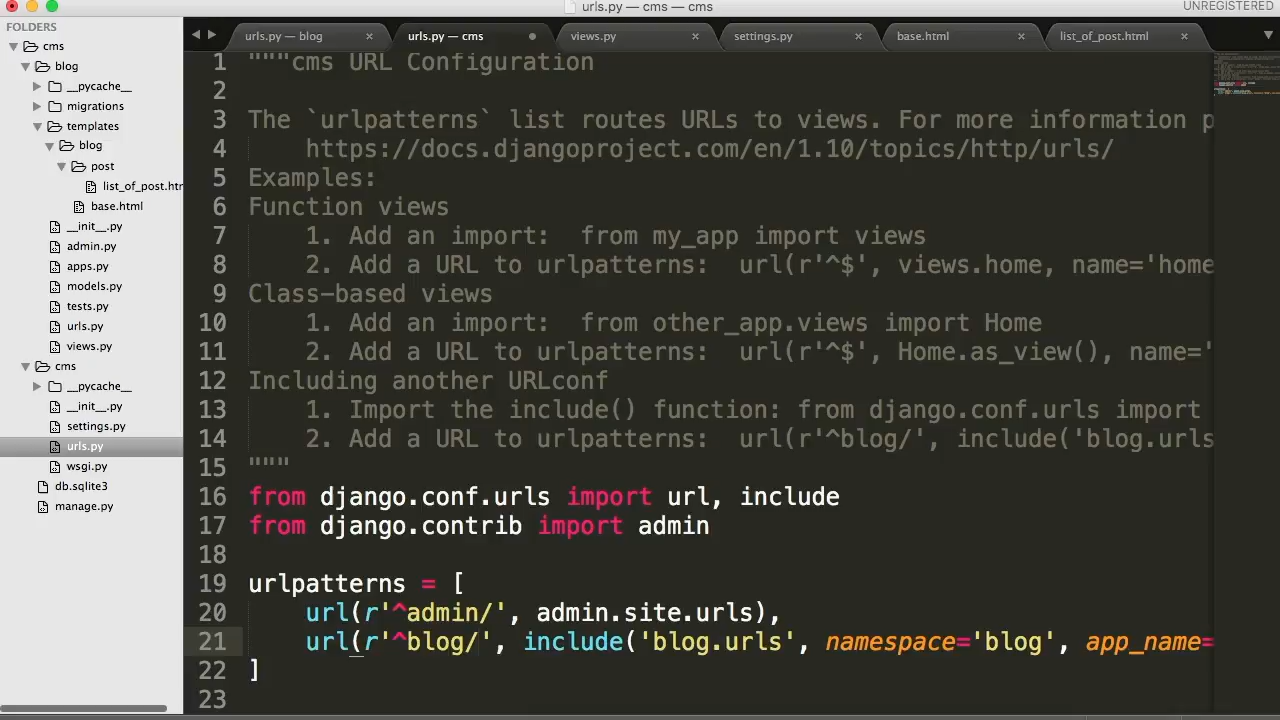 urls.py — cms — cms
UNREGISTERED
FOLDERS
cms
blog
__pycache__
migrations
templates
blog
post
list_of_post.htr
base.html
__init__.py
admin.py
apps.py
models.py
tests.py
urls.py
views.py
cms
__pycache__
__init__.py
settings.py
urls.py
wsgi.py
db.sqlite3
manage.py
urls.py — blog
urls.py — cms
views.py
settings.py
base.html
list_of_post.html
1 """cms URL Configuration
2
3 The `urlpatterns` list routes URLs to views. For more information p
4 https://docs.djangoproject.com/en/1.10/topics/http/urls/
5 Examples:
6 Function views
7 1. Add an import:  from my_app import views
8 2. Add a URL to urlpatterns:  url(r'^$', views.home, name='home
9 Class-based views
10 1. Add an import:  from other_app.views import Home
11 2. Add a URL to urlpatterns:  url(r'^$', Home.as_view(), name='
12 Including another URLconf
13 1. Import the include() function: from django.conf.urls import
14 2. Add a URL to urlpatterns:  url(r'^blog/', include('blog.urls
15 """
16 from django.conf.urls import url, include
17 from django.contrib import admin
18
19 urlpatterns = [
20 url(r'^admin/', admin.site.urls),
21 url(r'^blog/', include('blog.urls', namespace='blog', app_name=
22 ]
23